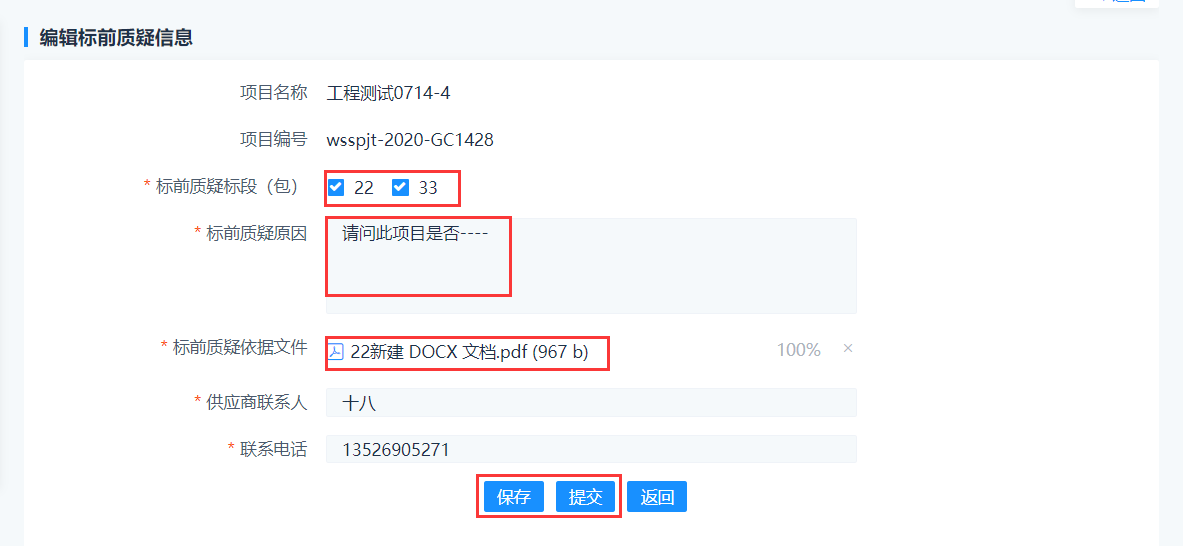 编辑标前质疑信息
项目名称 工程测试0714-4
项目编号 wsspjt-2020-GC1428
* 标前质疑标段（包） 22 33
* 标前质疑原因 请问此项目是否----
* 标前质疑依据文件 22新建 DOCX 文档.pdf (967 b) 100% ×
* 供应商联系人 十八
* 联系电话 13526905271
保存 提交 返回